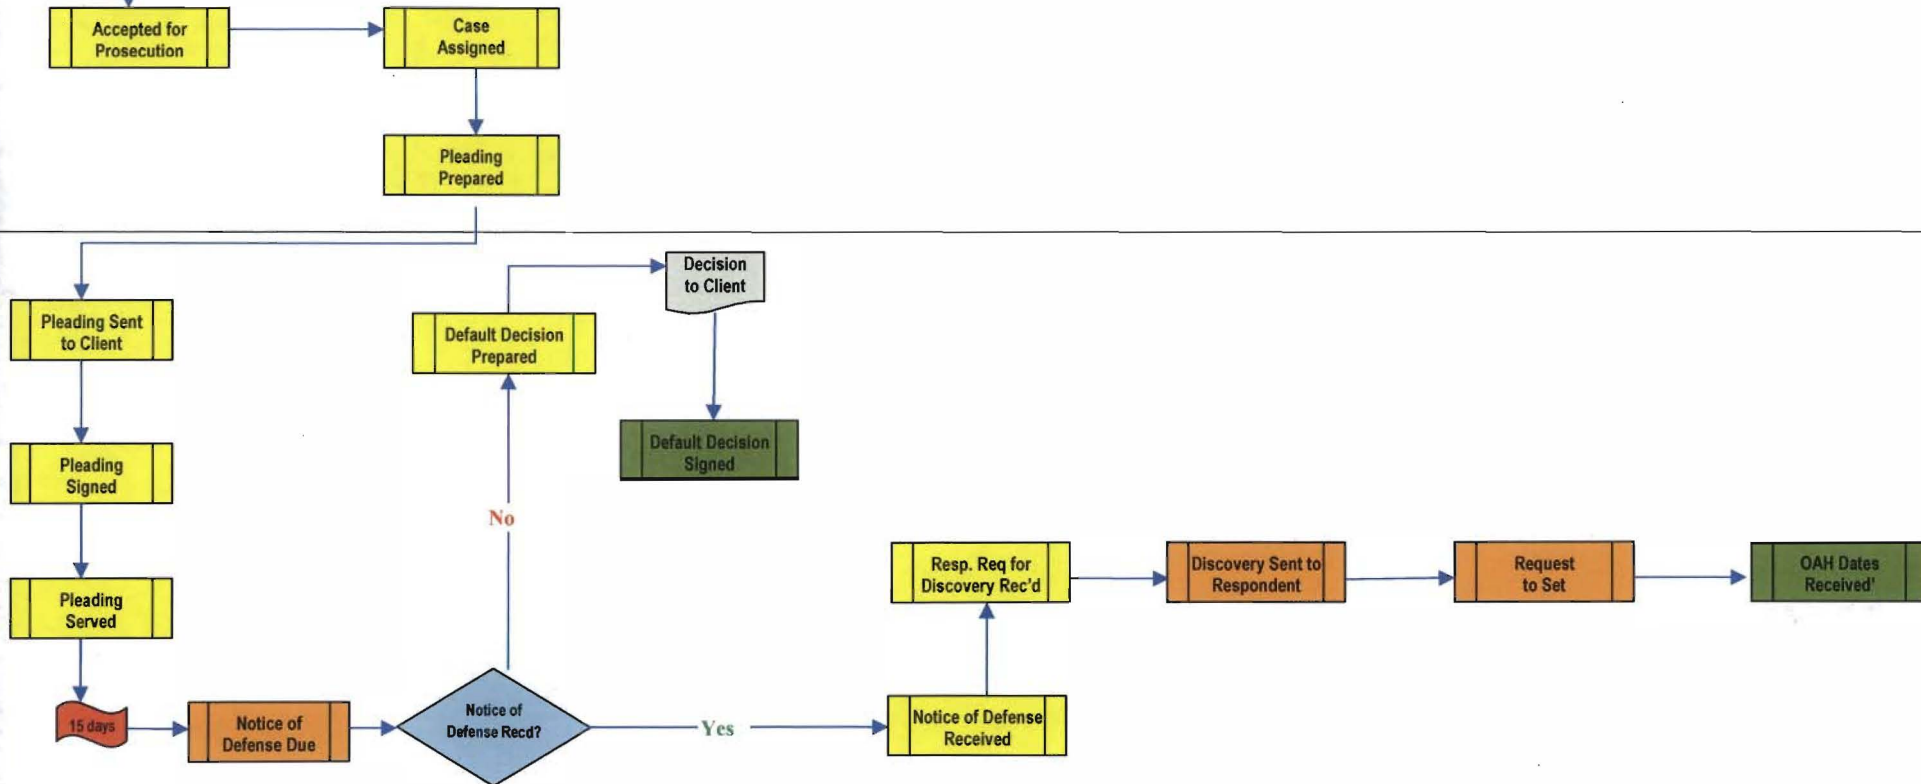 Accepted for
Prosecution
Case
Assigned
Pleading
Prepared
Decision
to Client
Pleading Sent
to Client
Default Decision
Prepared
Default Decision
Signed
Pleading
Signed
No
Resp. Req for
Discovery Rec'd
Discovery Sent to
Respondent
Request
to Set
OAH Dates
Received'
Pleading
Served
15 days
Notice of
Defense Due
Notice of
Defense Recd?
Yes
Notice of Defense
Received